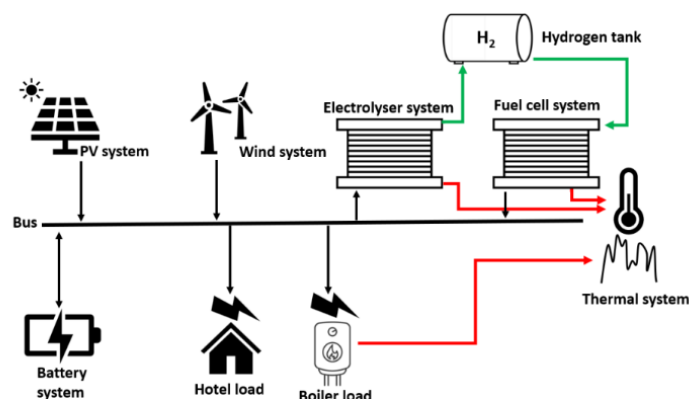 H2
Hydrogen tank
Electrolyser system
Fuel cell system
PV system
Wind system
Bus
Thermal system
Battery
system
Hotel load
Boiler load